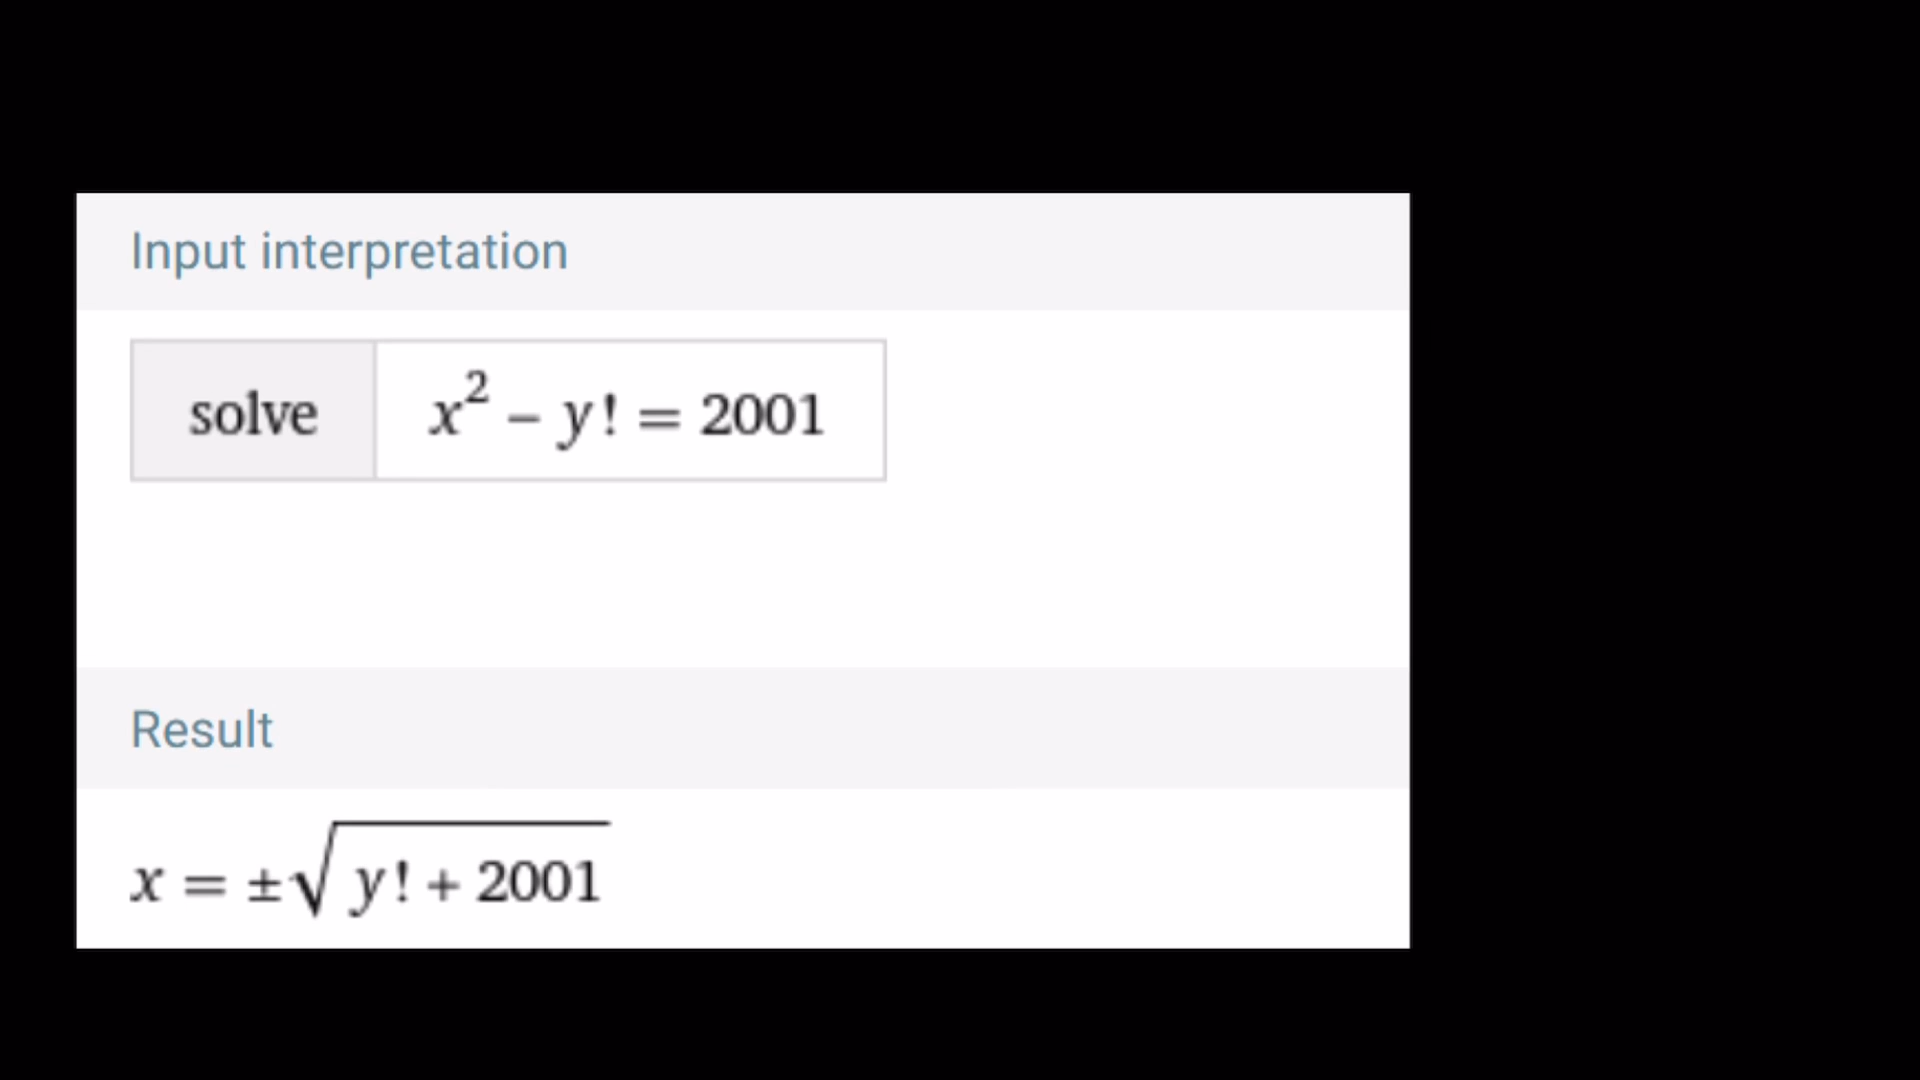 Input interpretation
solve x² – y! = 2001
Result
x = ±√(y! + 2001)